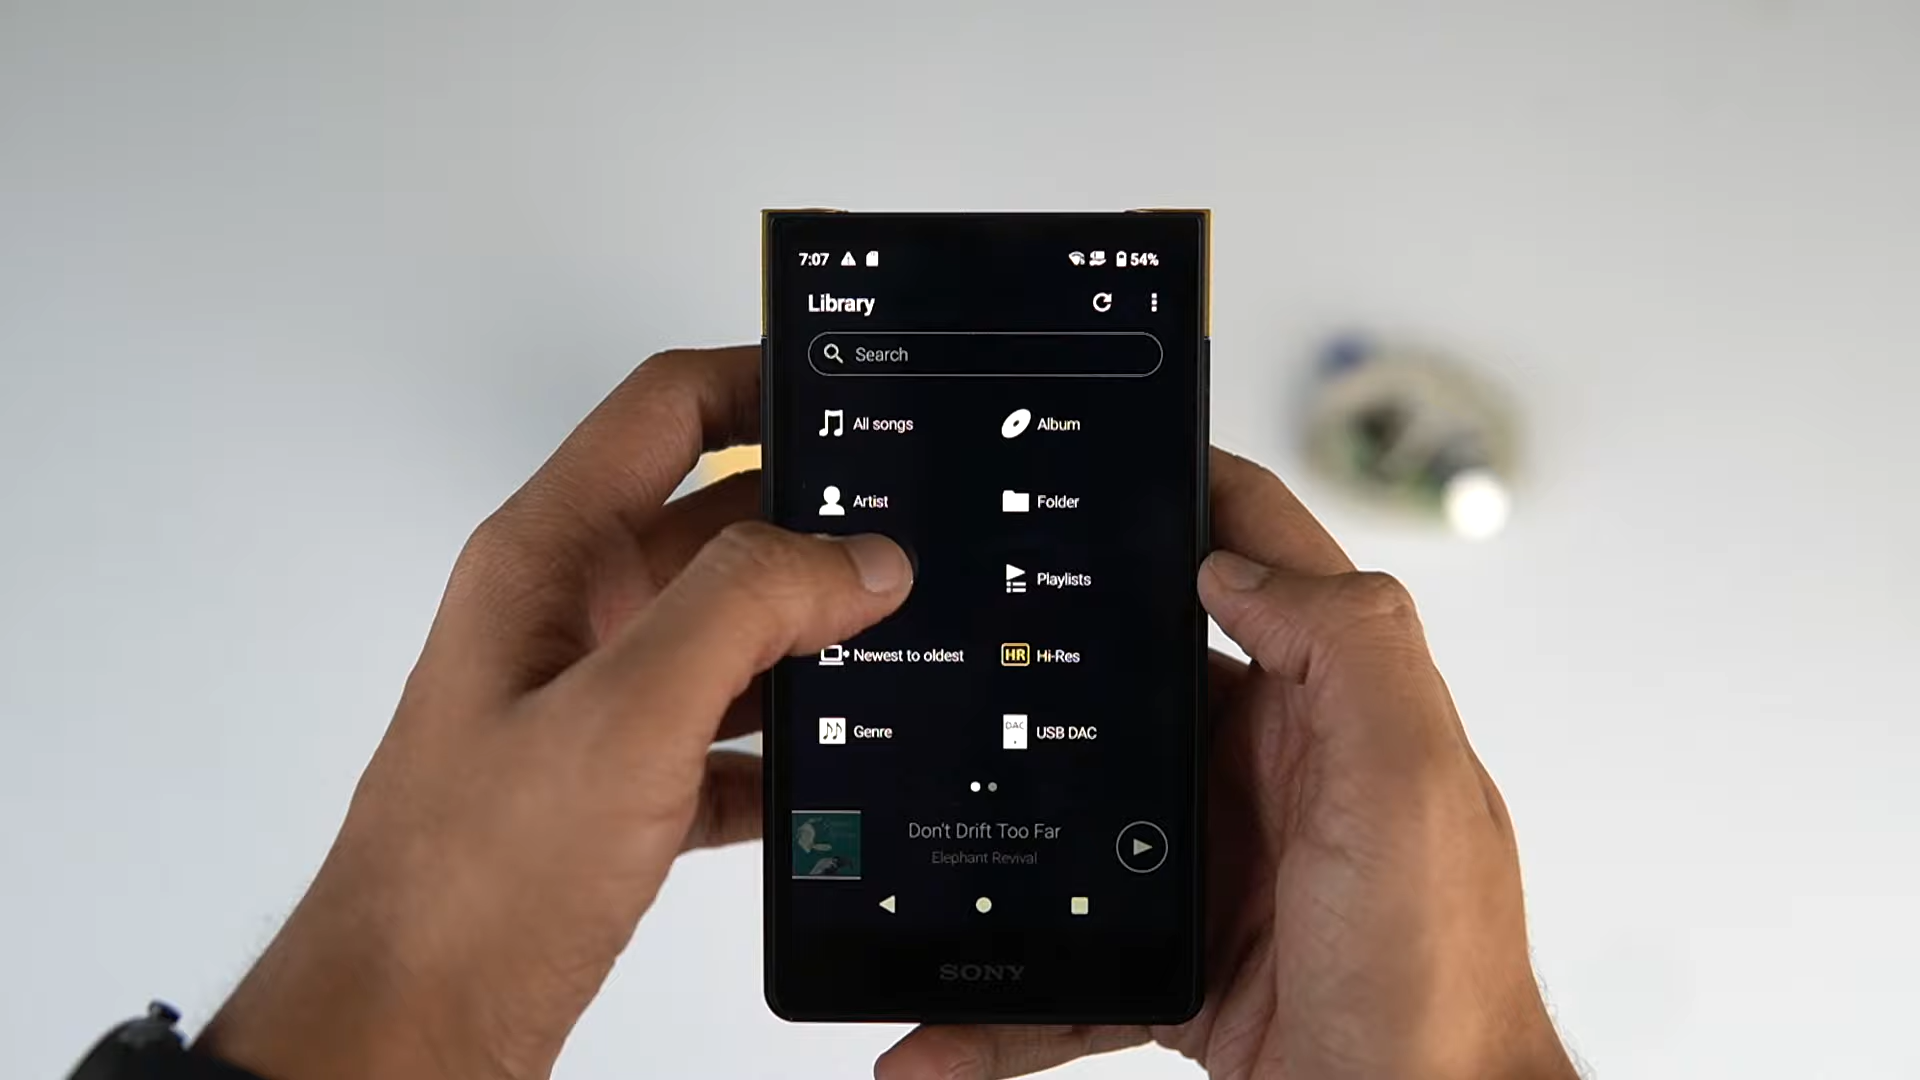 7:07 54%
Library
Search
All songs Album
Artist Folder
Playlists
Newest to oldest HR Hi-Res
Genre DAC USB DAC
Don't Drift Too Far
Elephant Revival
SONY